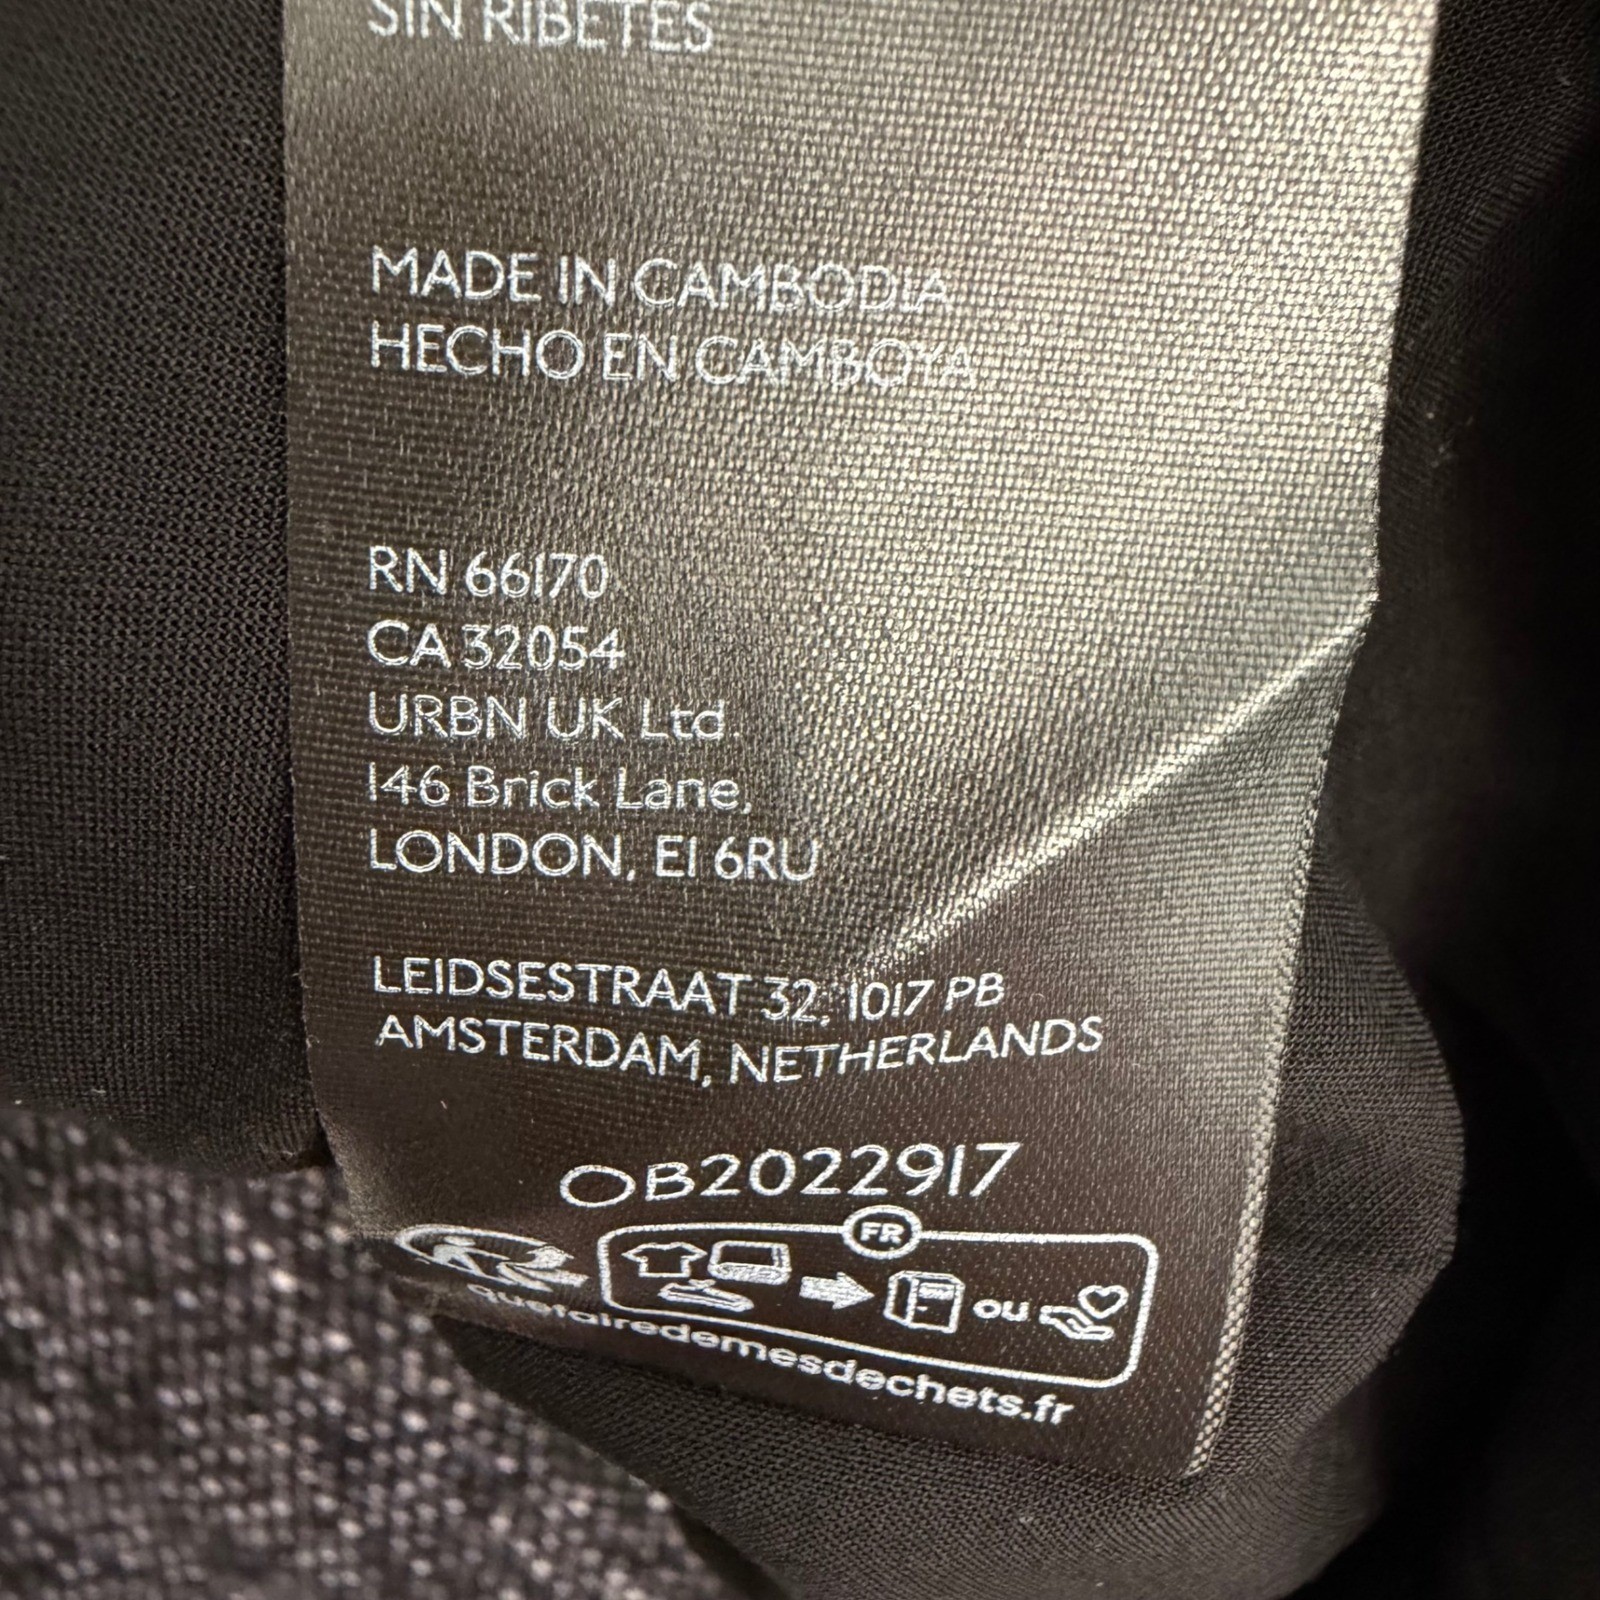 SIN RIBETES
MADE IN CAMBODIA
HECHO EN CAMBOYA
RN 66170
CA 32054
URBN UK Ltd.
146 Brick Lane,
LONDON, E1 6RU
LEIDSESTRAAT 32, 1017 PB
AMSTERDAM, NETHERLANDS
OB2022917
FR
ou
quefairedemesdechets.fr